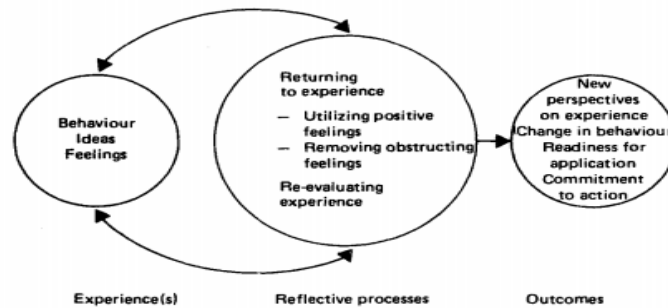 Behaviour
Ideas
Feelings
Returning
to experience
– Utilizing positive
feelings
– Removing obstructing
feelings
Re-evaluating
experience
New
perspectives
on experience
Change in behaviour
Readiness for
application
Commitment
to action
Experience(s)
Reflective processes
Outcomes